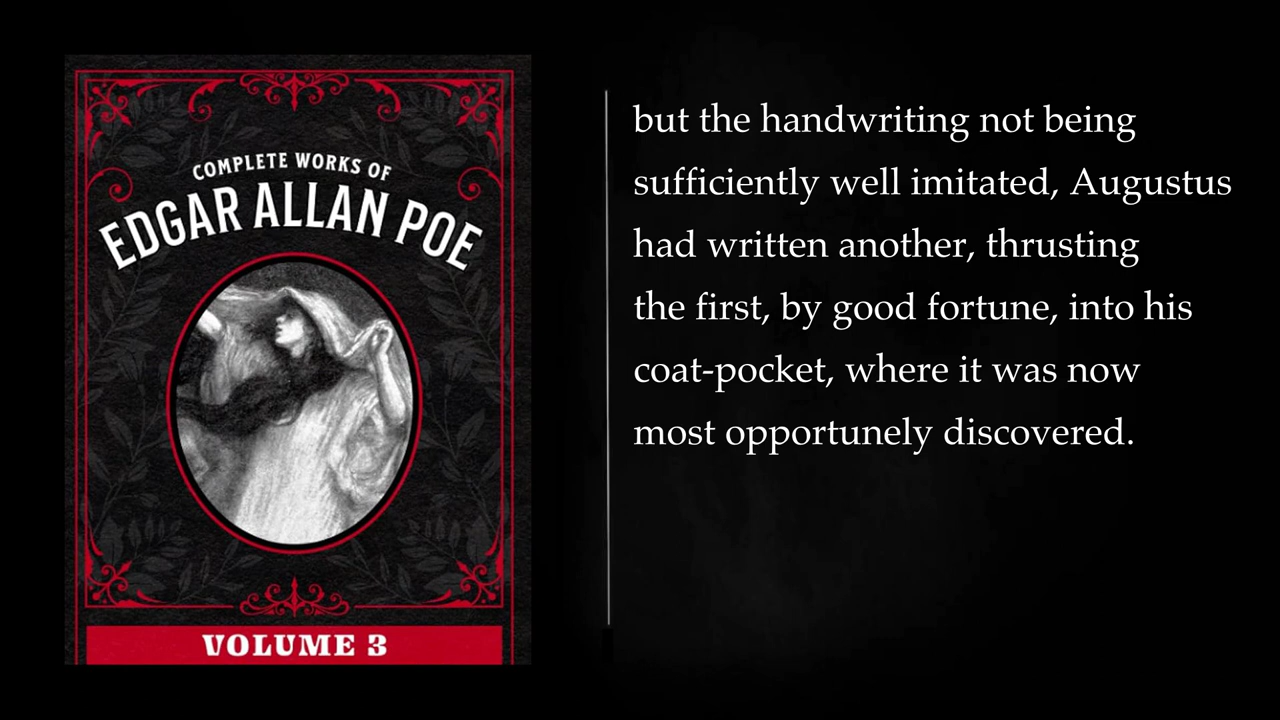 COMPLETE WORKS OF
EDGAR ALLAN POE
VOLUME 3
but the handwriting not being
sufficiently well imitated, Augustus
had written another, thrusting
the first, by good fortune, into his
coat-pocket, where it was now
most opportunely discovered.